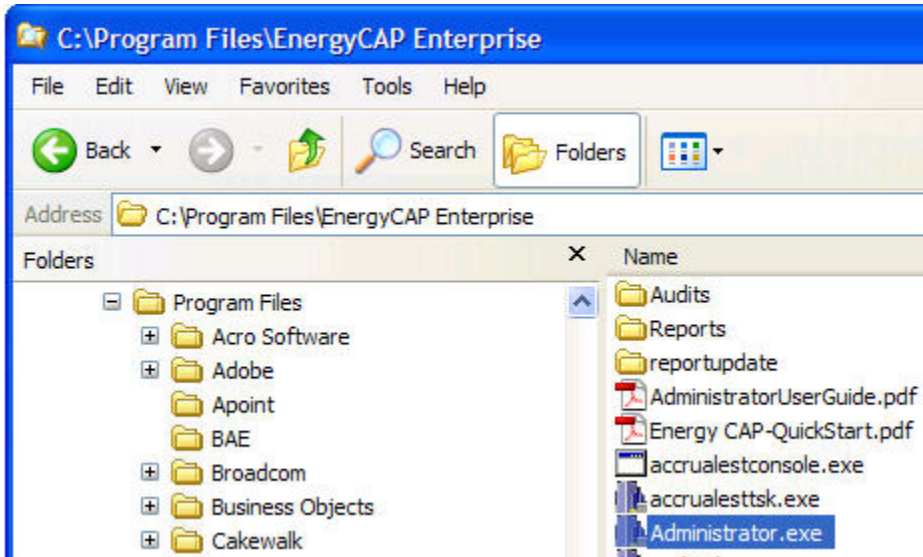 C:\Program Files\EnergyCAP Enterprise
File Edit View Favorites Tools Help
Back Search Folders
Address C:\Program Files\EnergyCAP Enterprise
Folders
Program Files
Acro Software
Adobe
Apoint
BAE
Broadcom
Business Objects
Cakewalk
Name
Audits
Reports
reportupdate
AdministratorUserGuide.pdf
Energy CAP-QuickStart.pdf
accrualestconsole.exe
accrualesttsk.exe
Administrator.exe